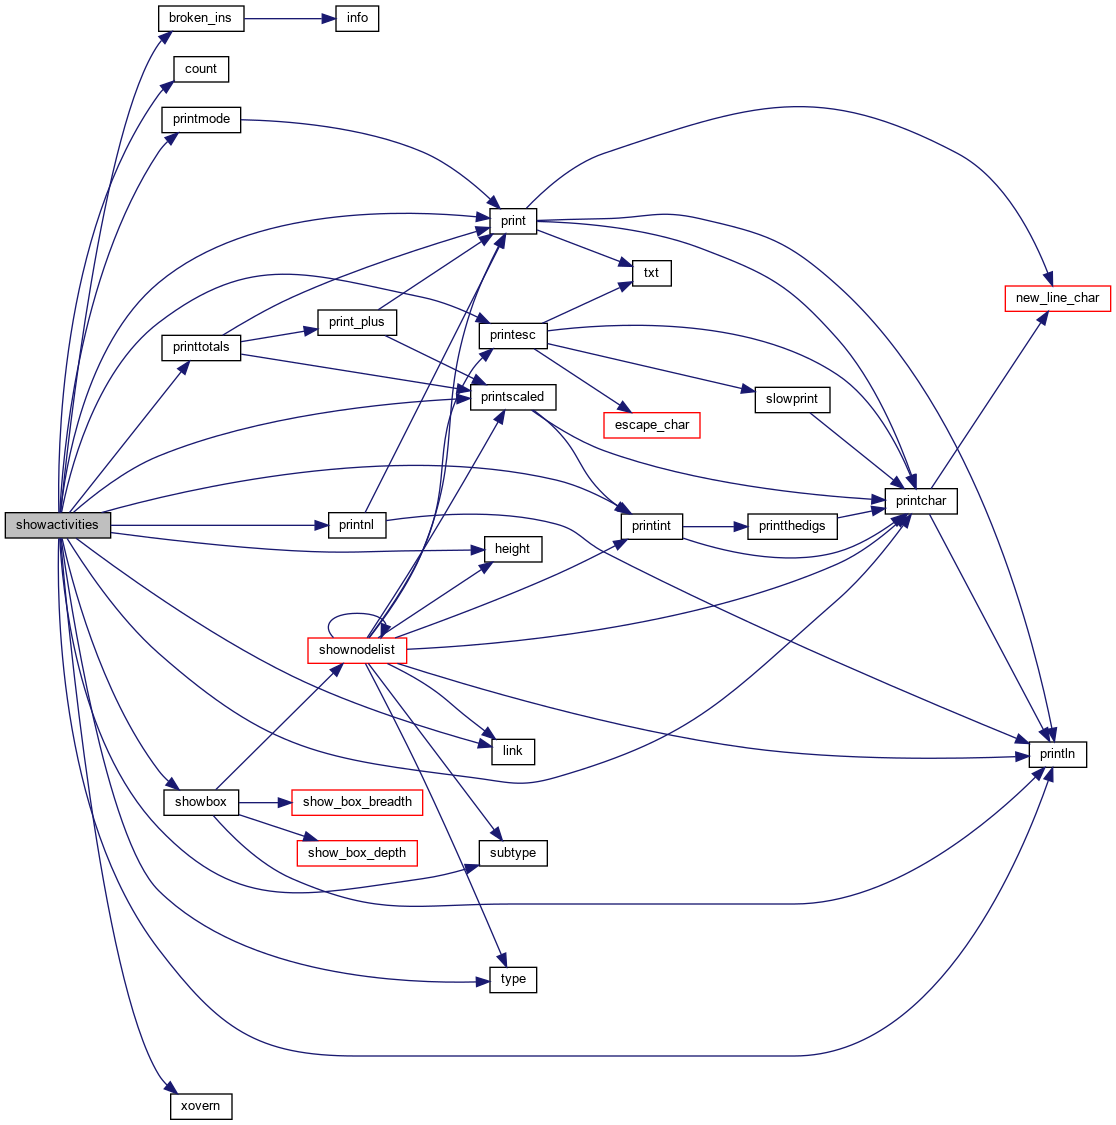 broken_ins
info
count
printmode
print
txt
new_line_char
print_plus
printesc
printtotals
printscaled
slowprint
escape_char
printchar
showactivities
printnl
printint
printthedigs
height
shownodelist
link
println
showbox
show_box_breadth
show_box_depth
subtype
type
xovern